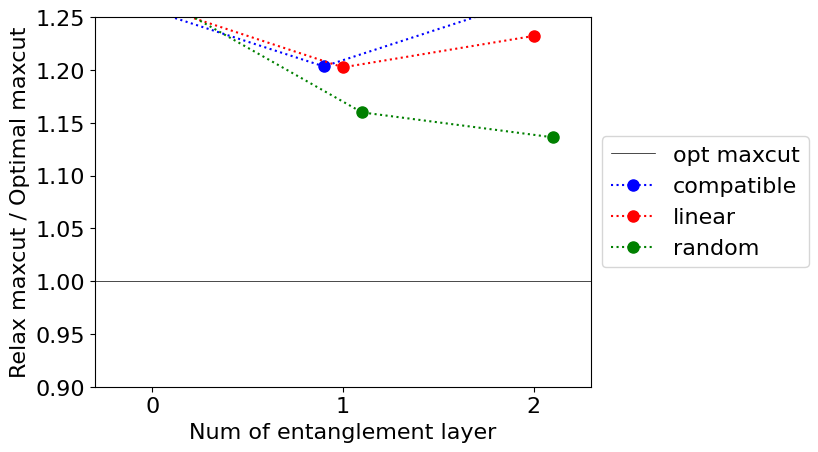 Relax maxcut / Optimal maxcut
1.25
1.20
1.15
1.10
1.05
1.00
0.95
0.90
0
1
2
Num of entanglement layer
opt maxcut
compatible
linear
random